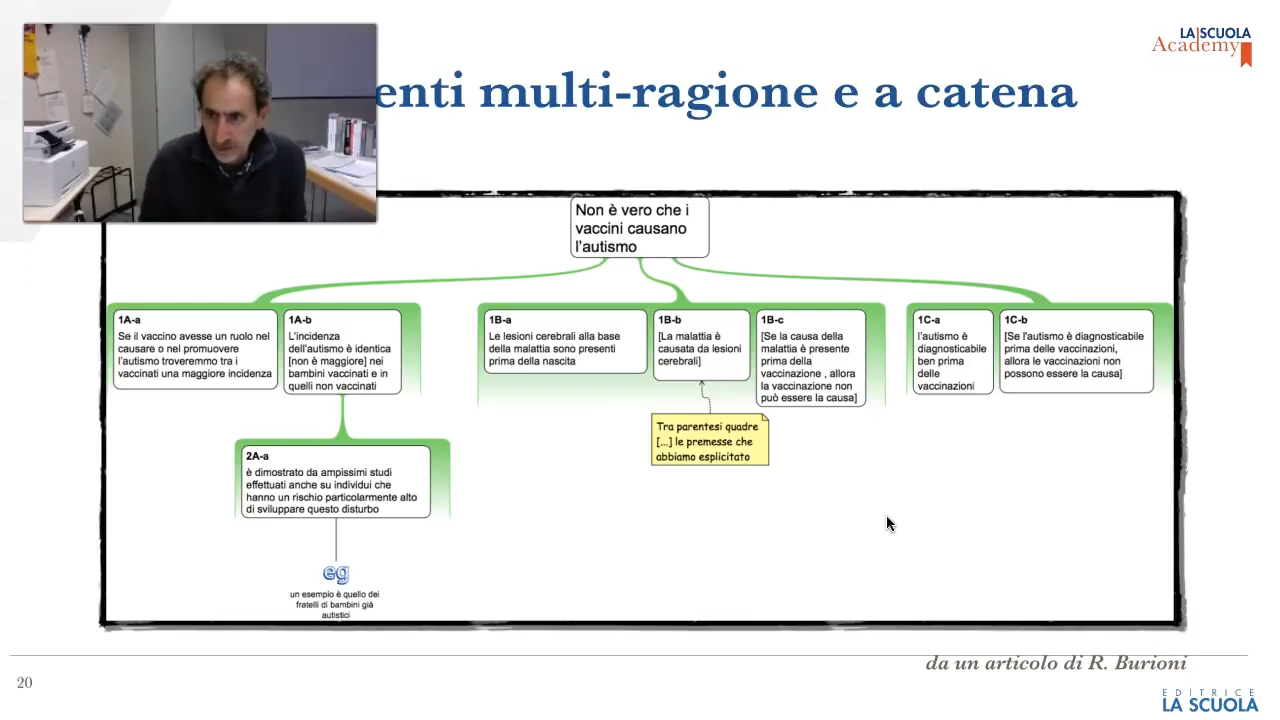 LA SCUOLA
Academy
enti multi-ragione e a catena
Non è vero che i
vaccini causano
l'autismo
1A-a
Se il vaccino avesse un ruolo nel
causare o nel promuovere
l'autismo troveremmo tra i
vaccinati una maggiore incidenza
1A-b
L'incidenza
dell'autismo è identica
[non è maggiore] nei
bambini vaccinati e in
quelli non vaccinati
1B-a
Le lesioni cerebrali alla base
della malattia sono presenti
prima della nascita
1B-b
[La malattia è
causata da lesioni
cerebrali]
1B-c
[Se la causa della
malattia è presente
prima della
vaccinazione , allora
la vaccinazione non
può essere la causa]
1C-a
l'autismo è
diagnosticabile
ben prima
delle
vaccinazioni
1C-b
[Se l'autismo è diagnosticabile
prima delle vaccinazioni,
allora le vaccinazioni non
possono essere la causa]
Tra parentesi quadre
[...] le premesse che
abbiamo esplicitato
2A-a
è dimostrato da ampissimi studi
effettuati anche su individui che
hanno un rischio particolarmente alto
di sviluppare questo disturbo
eg
un esempio è quello dei
fratelli di bambini già
autistici
da un articolo di R. Burioni
20
EDITRICE
LA SCUOLA